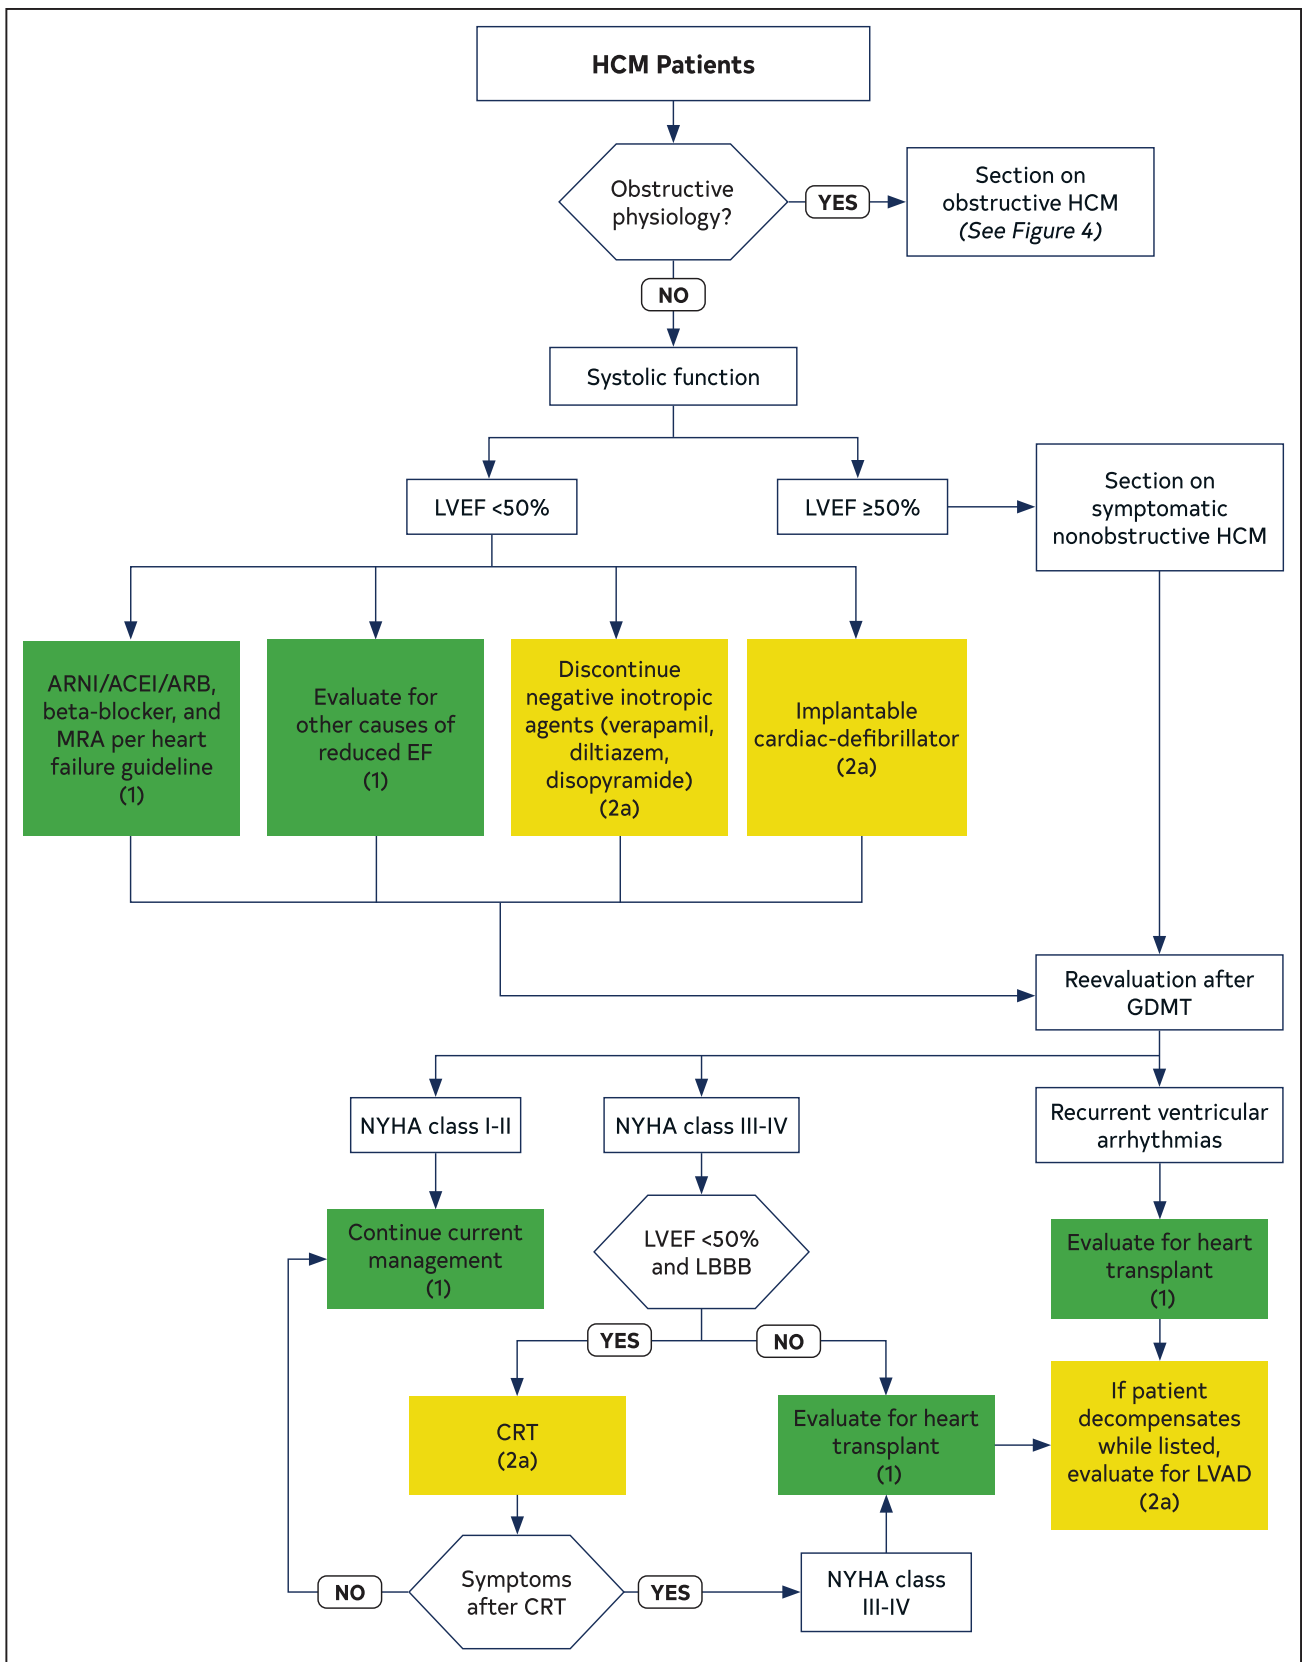 HCM Patients
Obstructive
physiology?
YES
Section on
obstructive HCM
(See Figure 4)
NO
Systolic function
LVEF <50%
LVEF ≥50%
Section on
symptomatic
nonobstructive HCM
ARNI/ACEI/ARB,
beta-blocker, and
MRA per heart
failure guideline
(1)
Evaluate for
other causes of
reduced EF
(1)
Discontinue
negative inotropic
agents (verapamil,
diltiazem,
disopyramide)
(2a)
Implantable
cardiac-defibrillator
(2a)
Reevaluation after
GDMT
NYHA class I-II
NYHA class III-IV
Recurrent ventricular
arrhythmias
Continue current
management
(1)
LVEF <50%
and LBBB
Evaluate for heart
transplant
(1)
YES
NO
CRT
(2a)
Evaluate for heart
transplant
(1)
If patient
decompensates
while listed,
evaluate for LVAD
(2a)
NO
Symptoms
after CRT
YES
NYHA class
III-IV